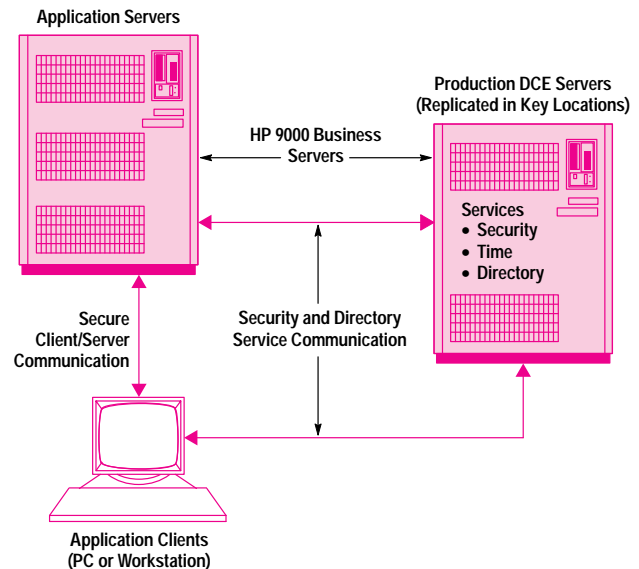 Application Servers
Production DCE Servers
(Replicated in Key Locations)
HP 9000 Business
Servers
Services
• Security
• Time
• Directory
Secure
Client/Server
Communication
Security and Directory
Service Communication
Application Clients
(PC or Workstation)